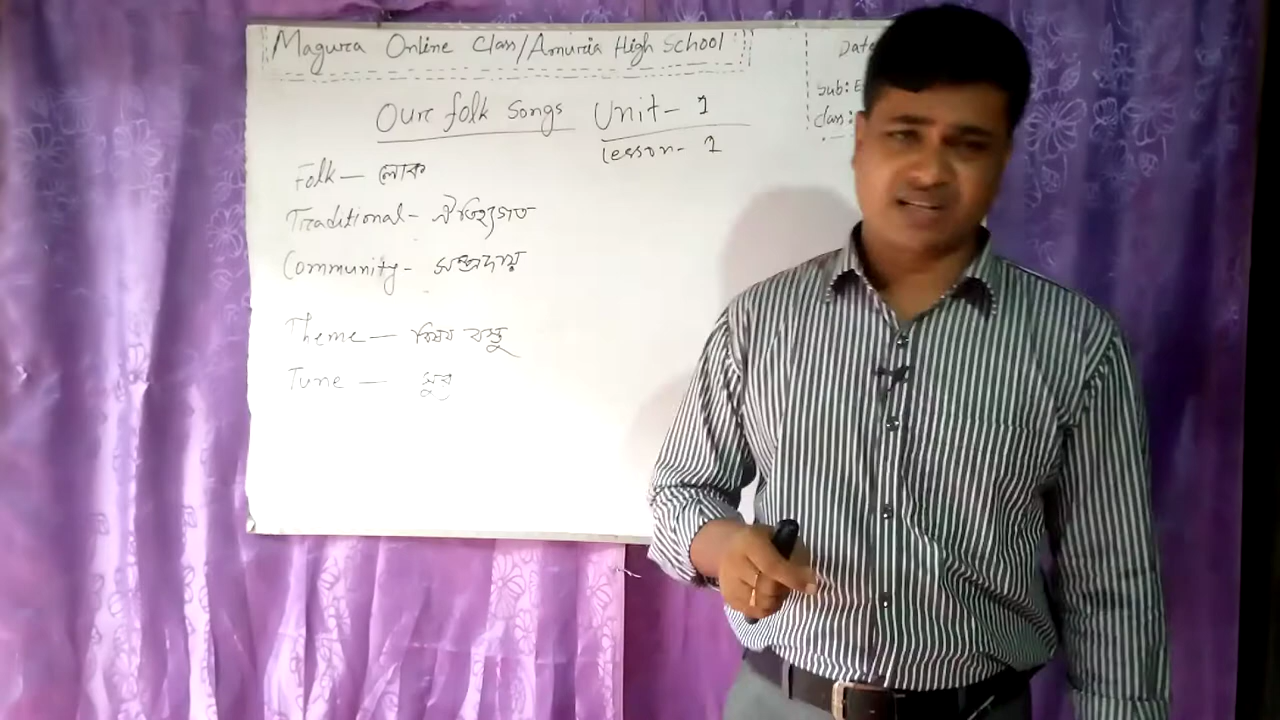 Magura Online Class/Amuria High School
Date
Our folk songs Unit- 1
Sub: E
Class:
Lesson- 1
Folk— লোক
Traditional- ঐতিহ্যগত
Community- সম্প্রদায়
Theme— বিষয় বস্তু
Tune — সুর